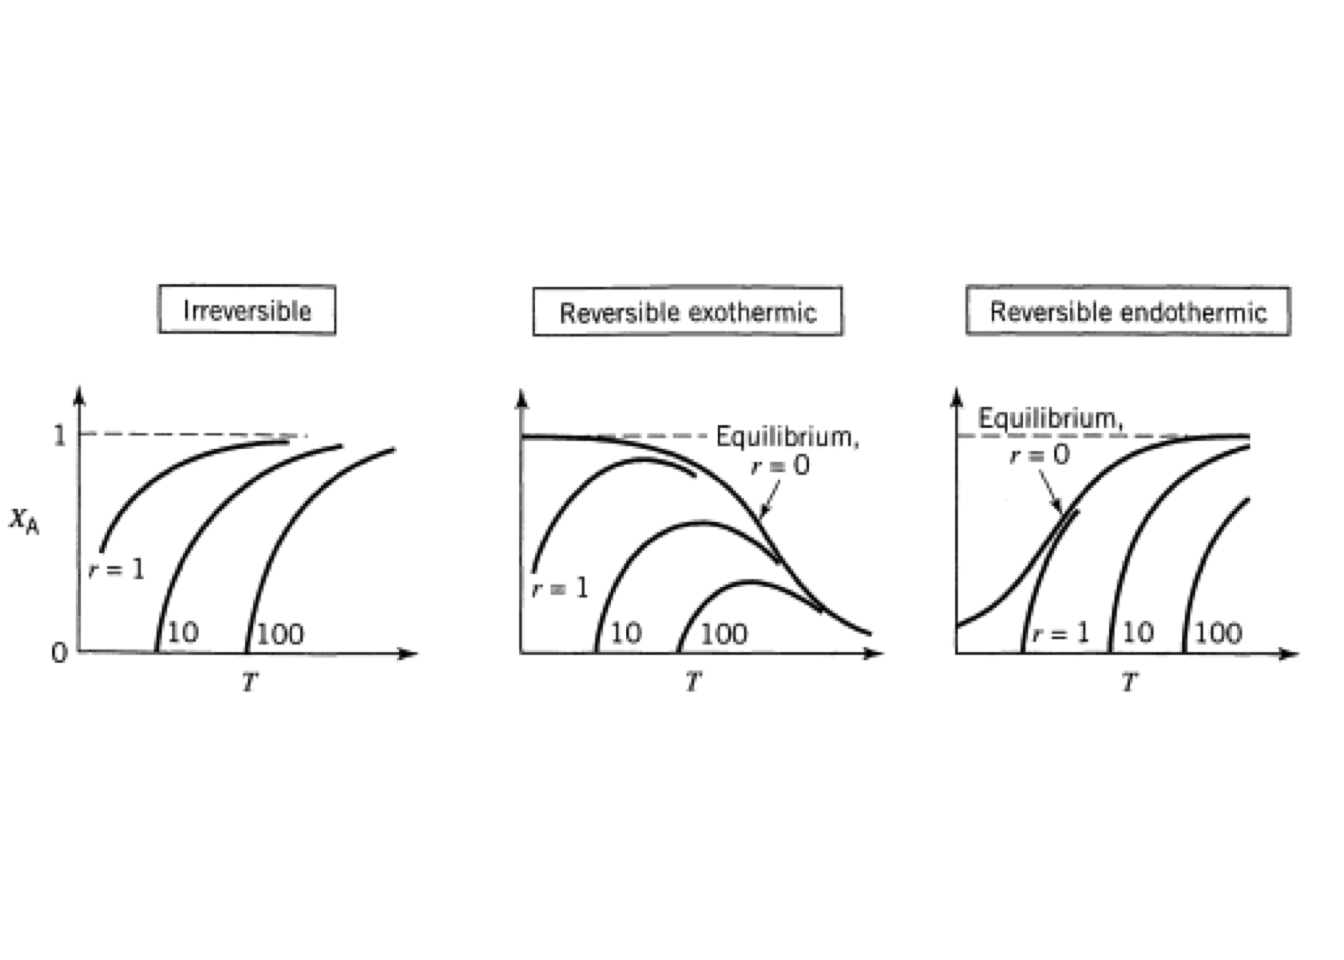 Irreversible
1
X_A
r = 1
10
100
0
T
Reversible exothermic
Equilibrium,
r = 0
r = 1
10
100
T
Reversible endothermic
Equilibrium,
r = 0
r = 1
10
100
T